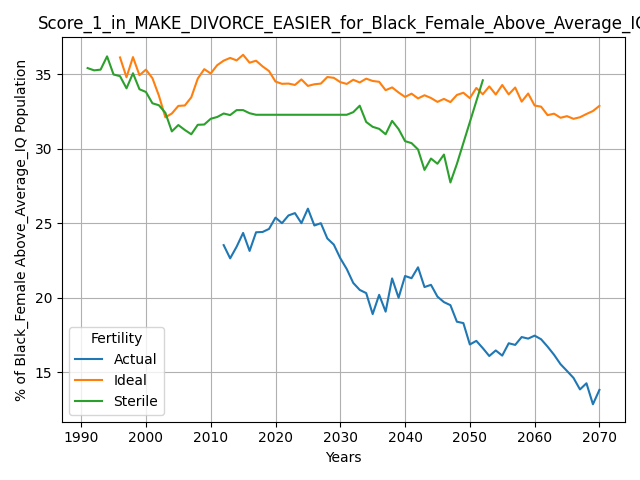 Score_1_in_MAKE_DIVORCE_EASIER_for_Black_Female_Above_Average_IQ
% of Black_Female Above_Average_IQ Population
35
30
25
20
15
Fertility
Actual
Ideal
Sterile
1990 2000 2010 2020 2030 2040 2050 2060 2070
Years